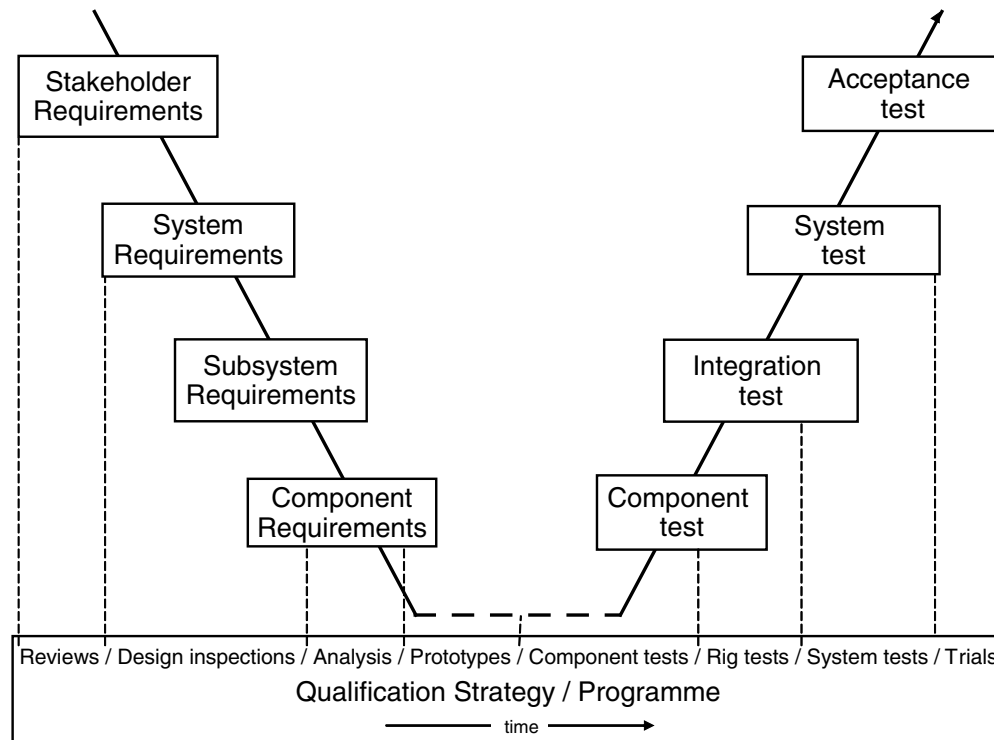 Stakeholder
Requirements
Acceptance
test
System
Requirements
System
test
Subsystem
Requirements
Integration
test
Component
Requirements
Component
test
Reviews / Design inspections / Analysis / Prototypes / Component tests / Rig tests / System tests / Trials
Qualification Strategy / Programme
time